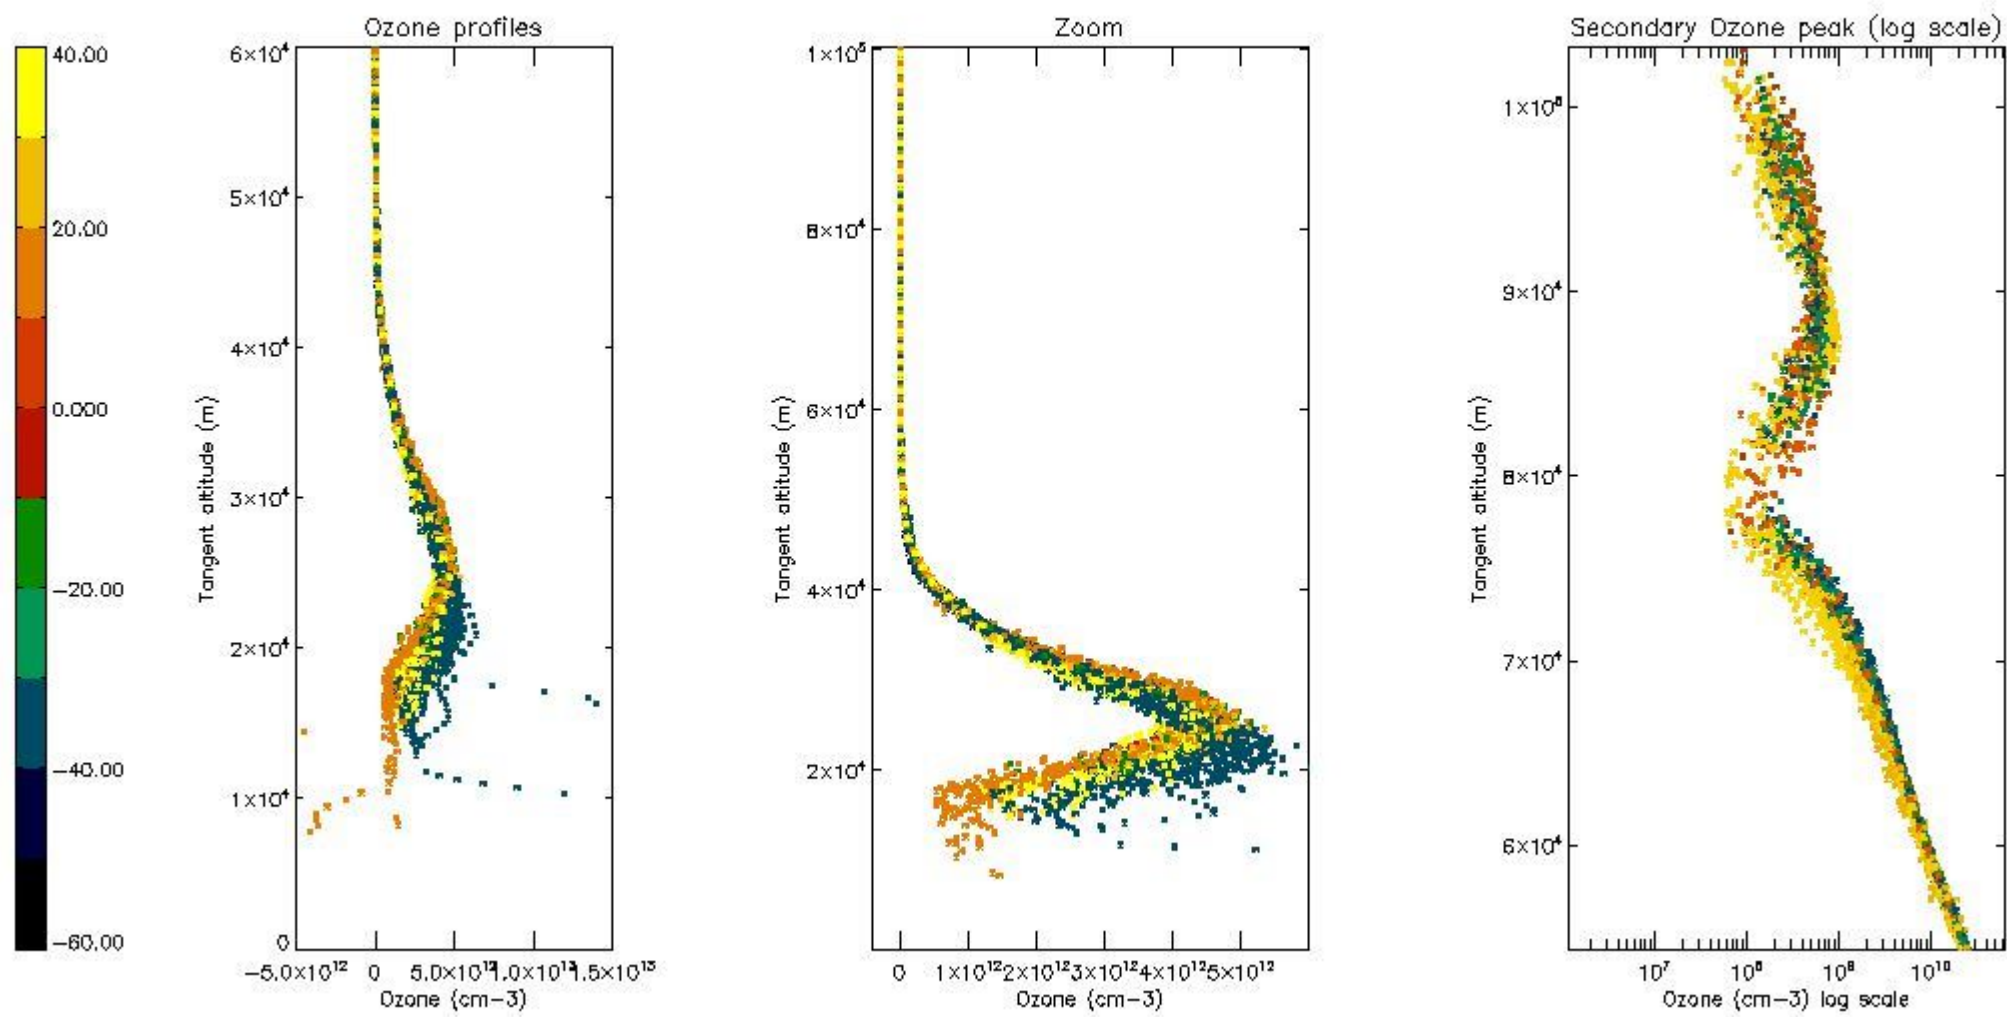 Ozone profiles
Zoom
Secondary Ozone peak (log scale)
40.00
20.00
0.000
−20.00
−40.00
−60.00
6×10⁴
5×10⁴
4×10⁴
3×10⁴
2×10⁴
1×10⁴
0
Tangent altitude (m)
−5.0×10¹² 0 5.0×10¹² 1.0×10¹³ 1.5×10¹³
Ozone (cm−3)
1×10⁵
8×10⁴
6×10⁴
4×10⁴
2×10⁴
Tangent altitude (m)
0 1×10¹² 2×10¹² 3×10¹² 4×10¹² 5×10¹²
Ozone (cm−3)
1×10⁵
9×10⁴
8×10⁴
7×10⁴
6×10⁴
Tangent altitude (m)
10⁷ 10⁸ 10⁹ 10¹⁰
Ozone (cm−3) log scale